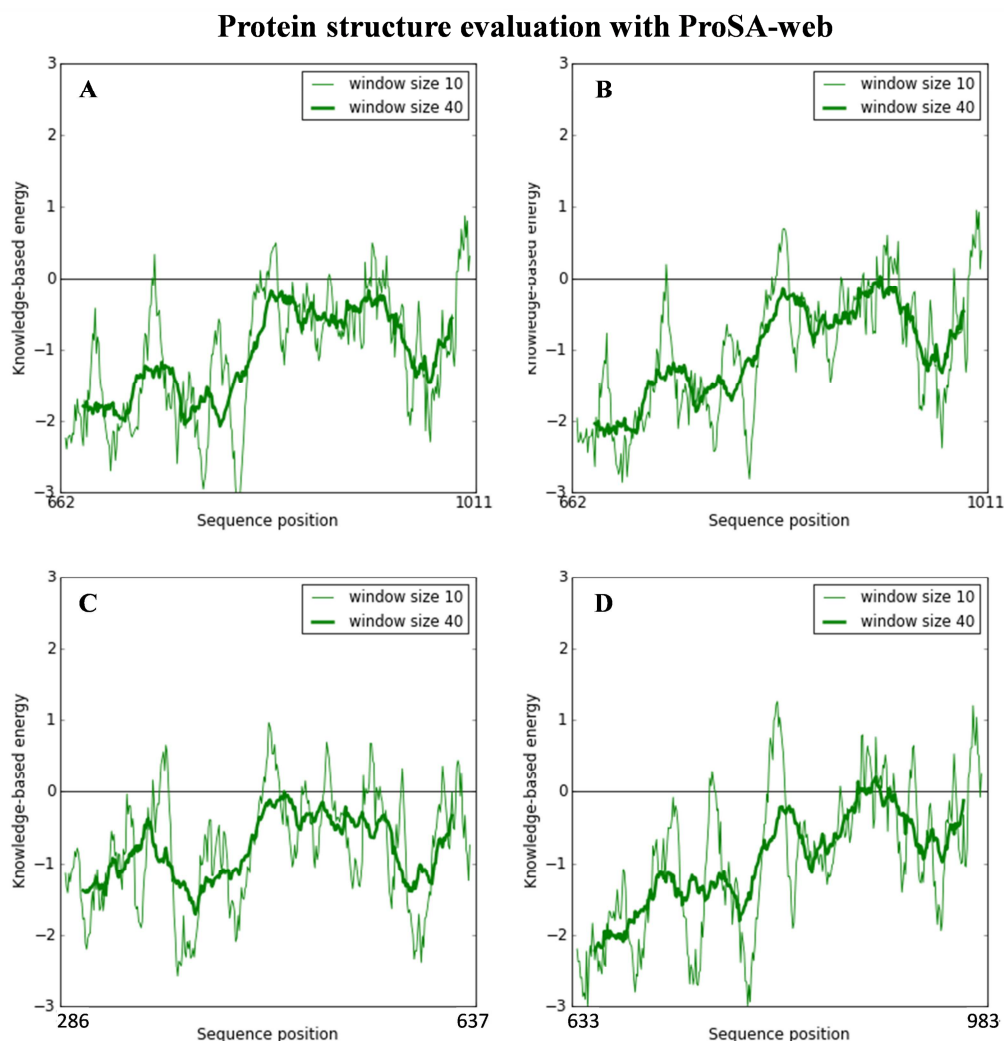 Protein structure evaluation with ProSA-web
A
window size 10
window size 40
3
2
1
0
−1
−2
−3
Knowledge-based energy
662
1011
Sequence position
B
window size 10
window size 40
3
2
1
0
−1
−2
−3
Knowledge-based energy
662
1011
Sequence position
C
window size 10
window size 40
3
2
1
0
−1
−2
−3
Knowledge-based energy
286
637
Sequence position
D
window size 10
window size 40
3
2
1
0
−1
−2
−3
Knowledge-based energy
633
983
Sequence position